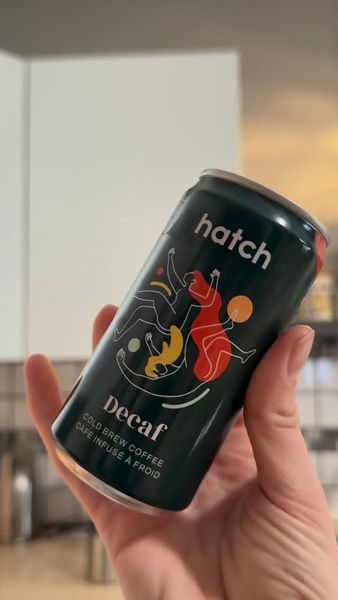 hatch
Decaf
COLD BREW COFFEE
CAFÉ INFUSÉ À FROID